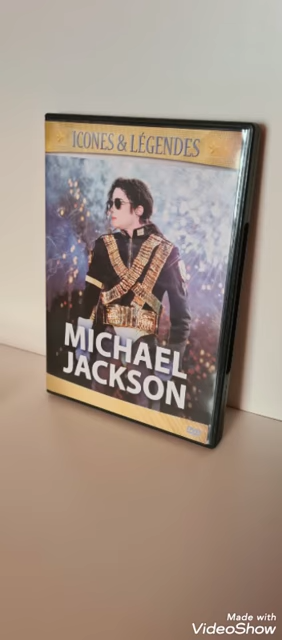 ICONES & LÉGENDES
MICHAEL
JACKSON
Made with
VideoShow